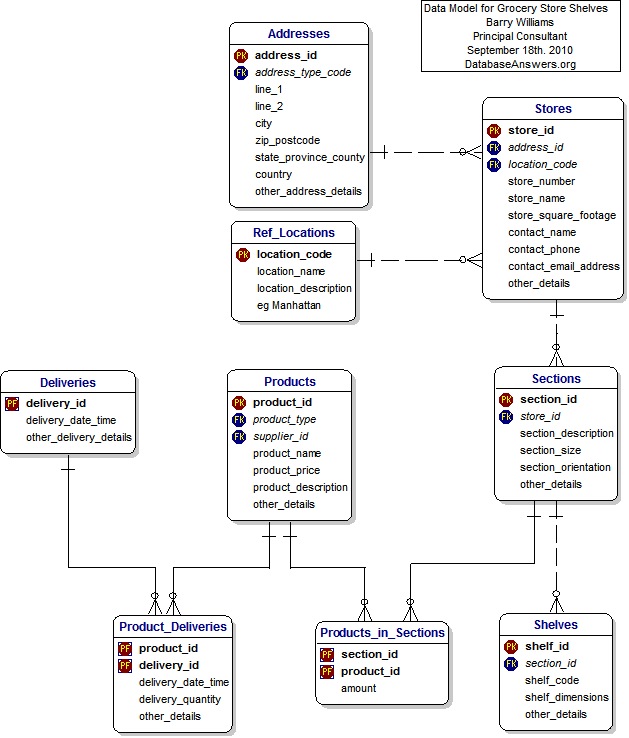 Data Model for Grocery Store Shelves
Barry Williams
Principal Consultant
September 18th. 2010
DatabaseAnswers.org
Addresses
PK address_id
FK address_type_code
line_1
line_2
city
zip_postcode
state_province_county
country
other_address_details
Stores
PK store_id
FK address_id
FK location_code
store_number
store_name
store_square_footage
contact_name
contact_phone
contact_email_address
other_details
Ref_Locations
PK location_code
location_name
location_description
eg Manhattan
Deliveries
PF delivery_id
delivery_date_time
other_delivery_details
Products
PK product_id
FK product_type
FK supplier_id
product_name
product_price
product_description
other_details
Sections
PK section_id
FK store_id
section_description
section_size
section_orientation
other_details
Product_Deliveries
PF product_id
PF delivery_id
delivery_date_time
delivery_quantity
other_details
Products_in_Sections
PF section_id
PF product_id
amount
Shelves
PK shelf_id
FK section_id
shelf_code
shelf_dimensions
other_details